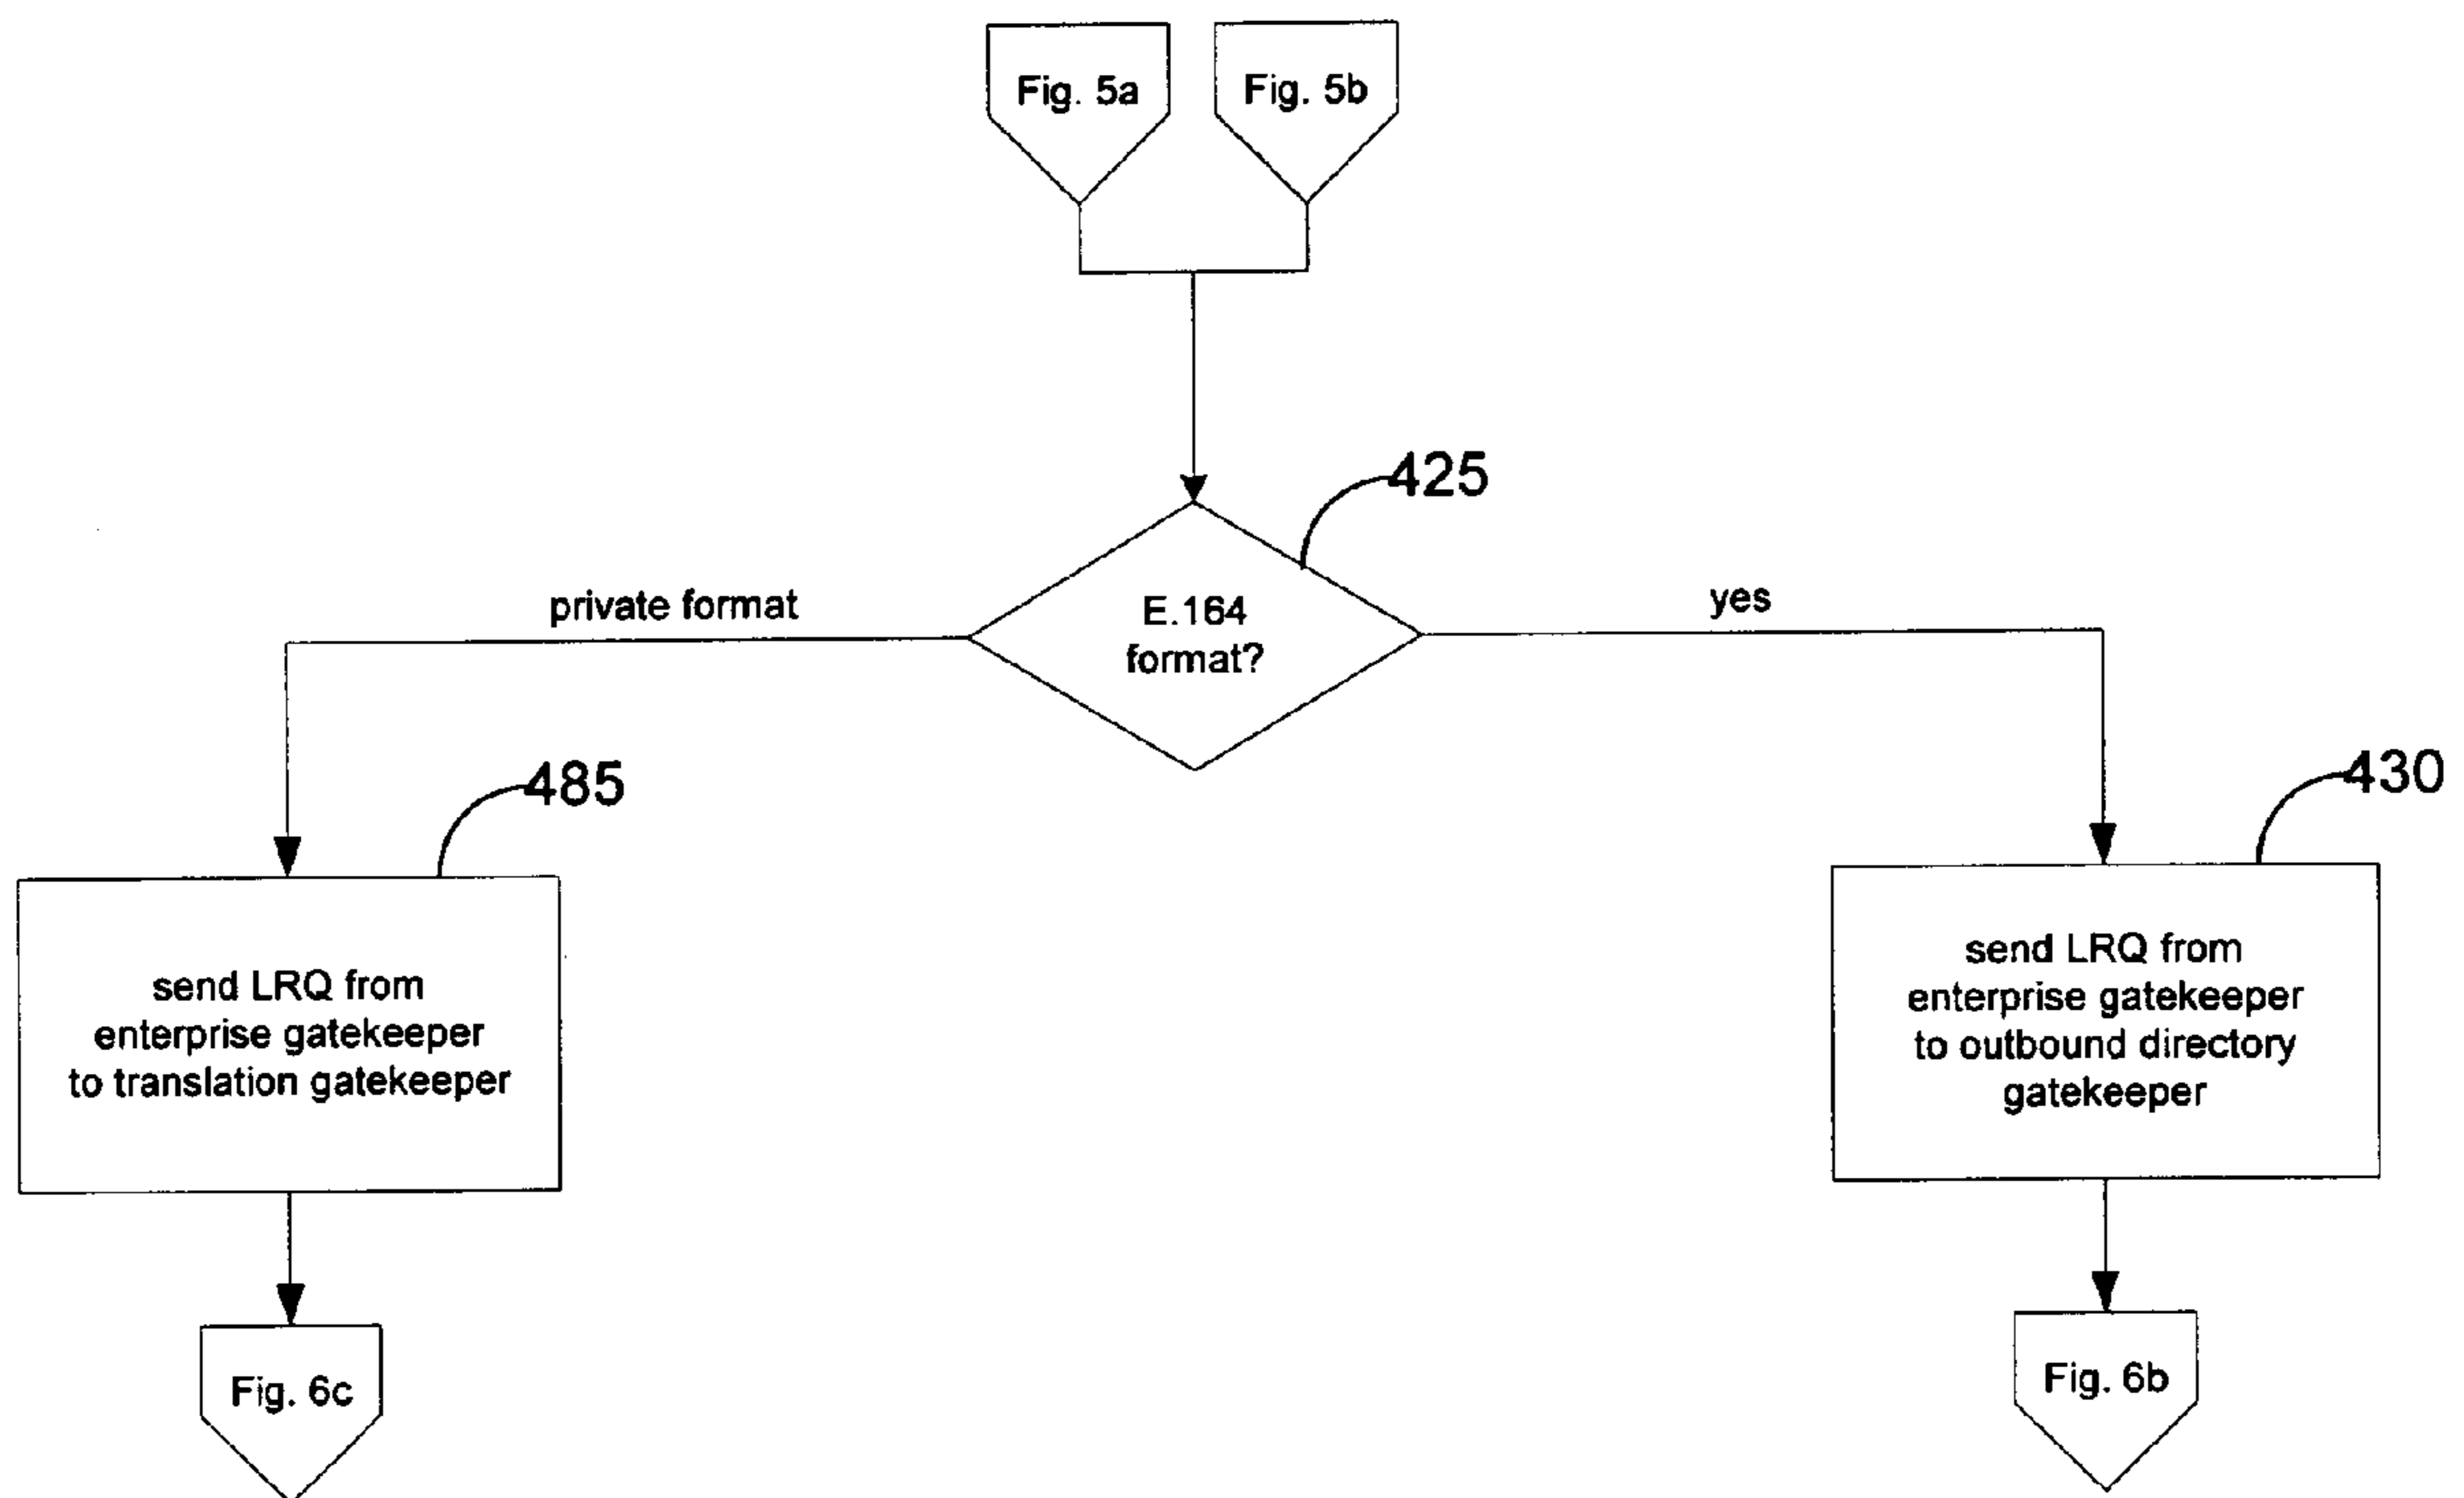 Fig. 5a
Fig. 5b
425
E.164
format?
private format
yes
485
430
send LRQ from
enterprise gatekeeper
to translation gatekeeper
send LRQ from
enterprise gatekeeper
to outbound directory
gatekeeper
Fig. 6c
Fig. 6b